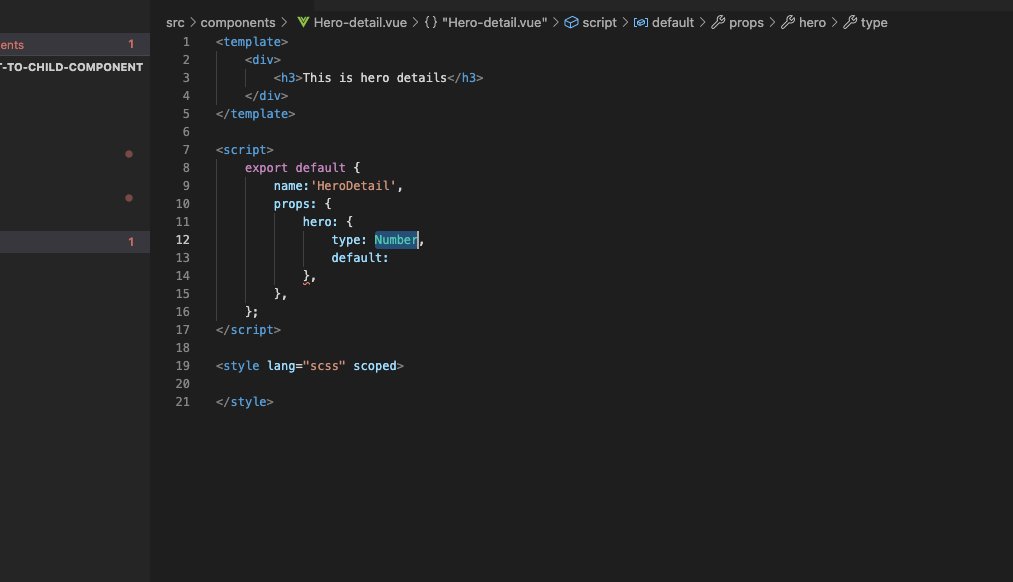 src > components > Hero-detail.vue > {} "Hero-detail.vue" > script > default > props > hero > type
ents 1
T-TO-CHILD-COMPONENT
1
1 <template>
2 <div>
3 <h3>This is hero details</h3>
4 </div>
5 </template>
6
7 <script>
8 export default {
9 name:'HeroDetail',
10 props: {
11 hero: {
12 type: Number,
13 default:
14 },
15 },
16 };
17 </script>
18
19 <style lang="scss" scoped>
20
21 </style>